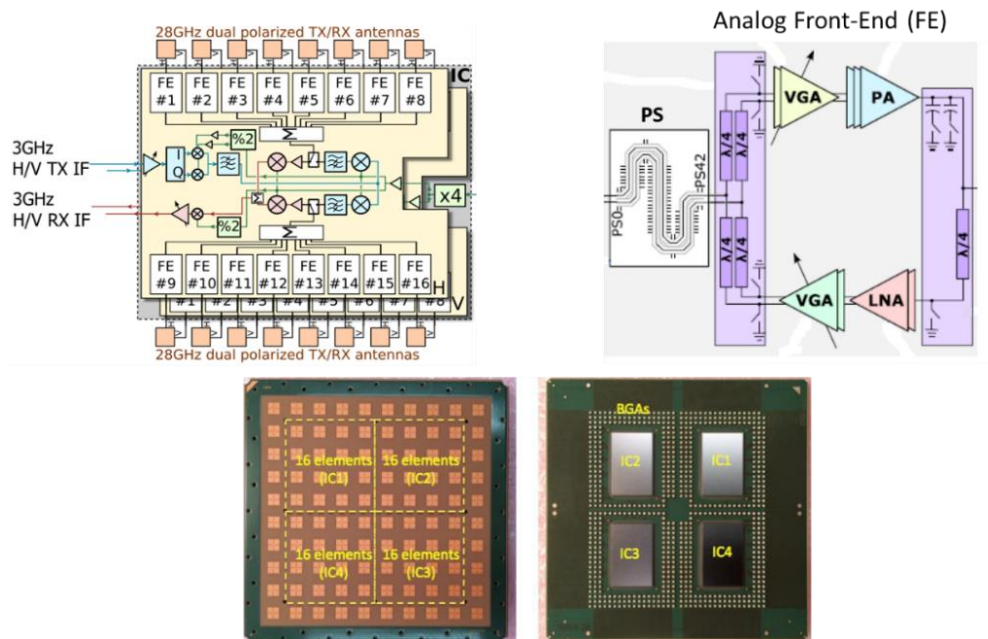 Analog Front-End (FE)
28GHz dual polarized TX/RX antennas
IC
FE #1
FE #2
FE #3
FE #4
FE #5
FE #6
FE #7
FE #8
Σ
%2
3GHz
H/V TX IF
I
Q
3GHz
H/V RX IF
Σ
x4
%2
Σ
FE #9
FE #10
FE #11
FE #12
FE #13
FE #14
FE #15
FE #16
H
#1
#2
#3
#4
#5
#6
#7
#8
V
28GHz dual polarized TX/RX antennas
PS
PS0
PS42
λ/4
λ/4
λ/4
λ/4
VGA
PA
λ/4
VGA
LNA
16 elements
(IC1)
16 elements
(IC2)
16 elements
(IC4)
16 elements
(IC3)
BGAs
IC2
IC1
IC3
IC4